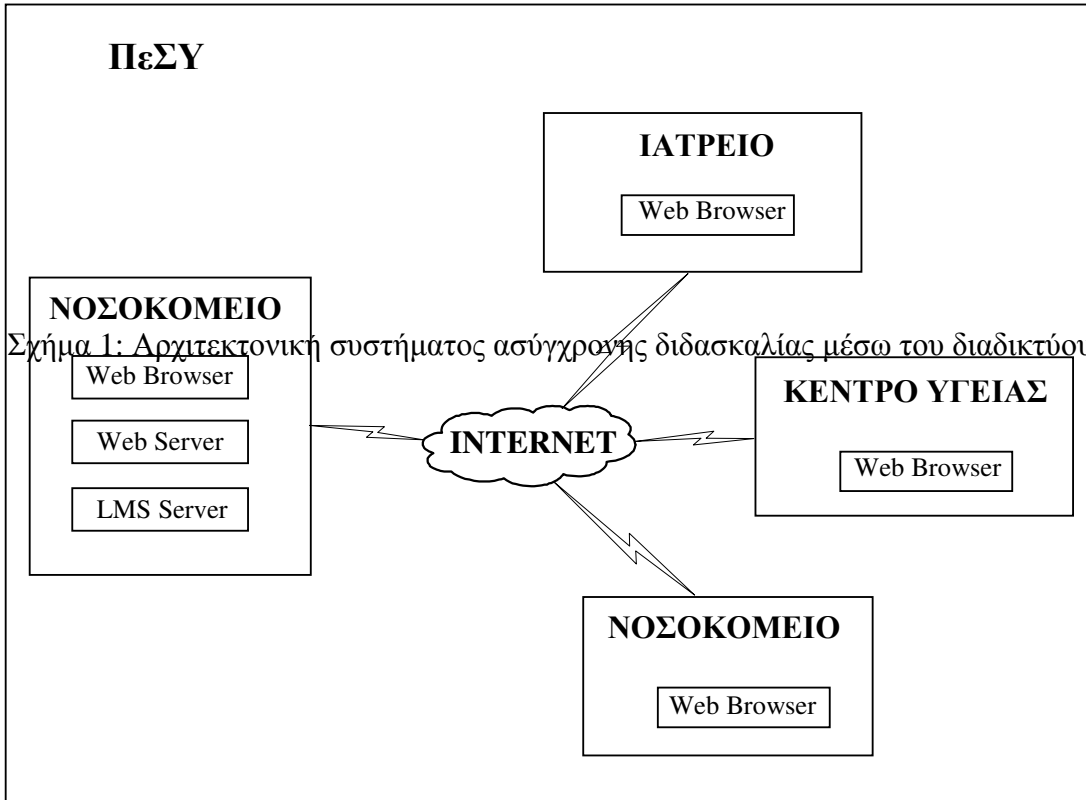 ΠεΣΥ
ΙΑΤΡΕΙΟ
Web Browser
ΝΟΣΟΚΟΜΕΙΟ
Σχήμα 1: Αρχιτεκτονική συστήματος ασύγχρονης διδασκαλίας μέσω του διαδικτύου
Web Browser
Web Server
LMS Server
INTERNET
ΚΕΝΤΡΟ ΥΓΕΙΑΣ
Web Browser
ΝΟΣΟΚΟΜΕΙΟ
Web Browser